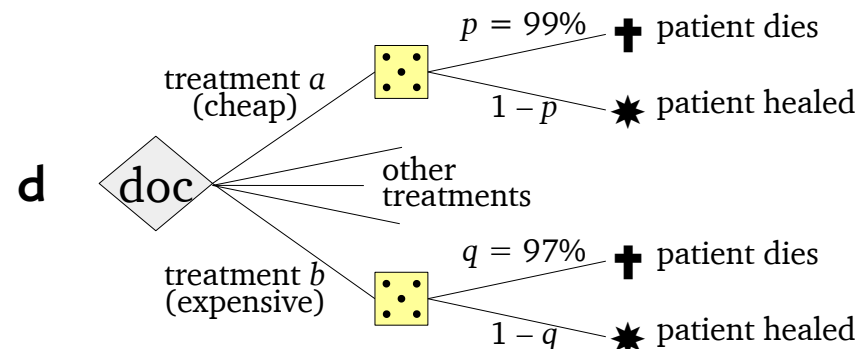 p = 99%
patient dies
treatment a
(cheap)
1 – p
patient healed
d
doc
other
treatments
q = 97%
patient dies
treatment b
(expensive)
1 – q
patient healed